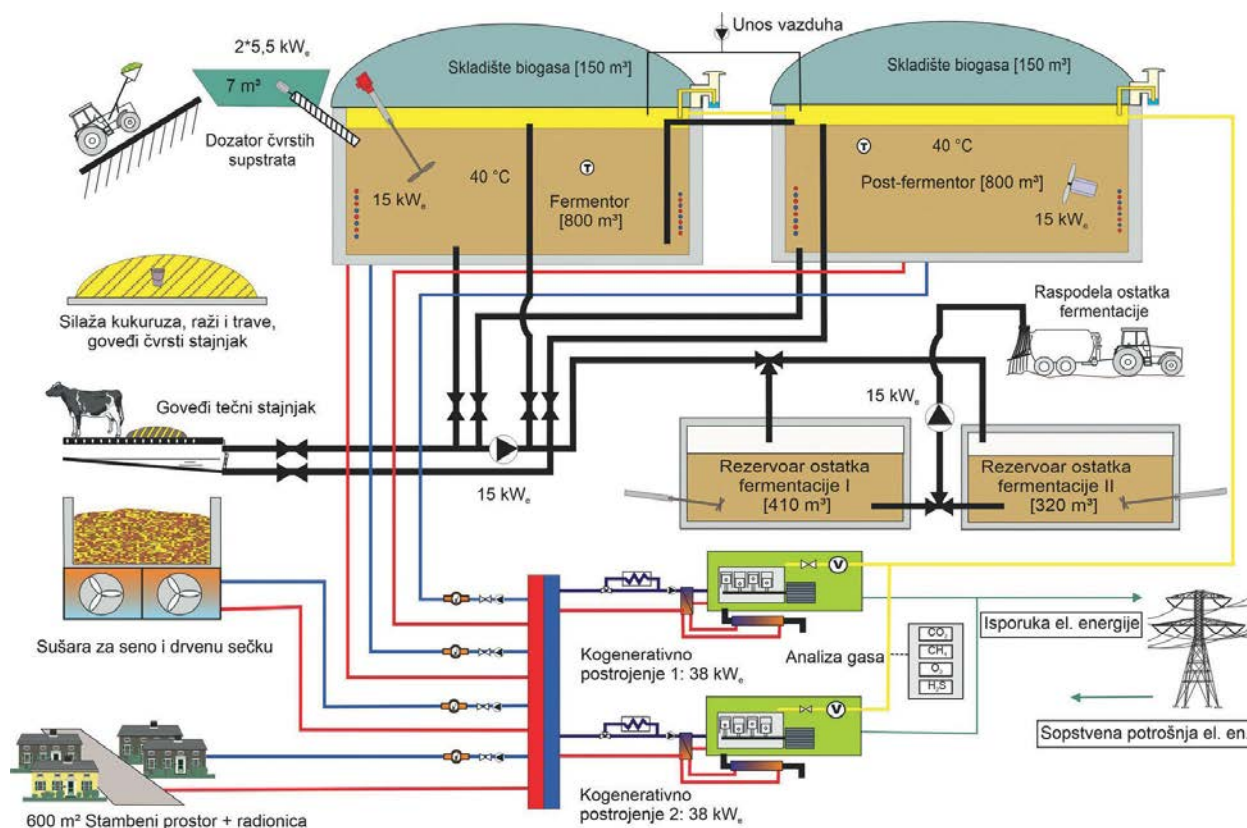 Unos vazduha
2*5,5 kWe
7 m³
Dozator čvrstih
supstrata
Skladište biogasa [150 m³]
Skladište biogasa [150 m³]
T
40 °C
15 kWe
Fermentor
[800 m³]
T
40 °C
Post-fermentor [800 m³]
15 kWe
Silaža kukuruza, raži i trave,
goveđi čvrsti stajnjak
Raspodela ostatka
fermentacije
Goveđi tečni stajnjak
15 kWe
15 kWe
Rezervoar ostatka
fermentacije I
[410 m³]
Rezervoar ostatka
fermentacije II
[320 m³]
Sušara za seno i drvenu sečku
V
Kogenerativno
postrojenje 1: 38 kWe
Analiza gasa
CO₂
CH₄
O₂
H₂S
Isporuka el. energije
Sopstvena potrošnja el. en.
V
Kogenerativno
postrojenje 2: 38 kWe
600 m² Stambeni prostor + radionica